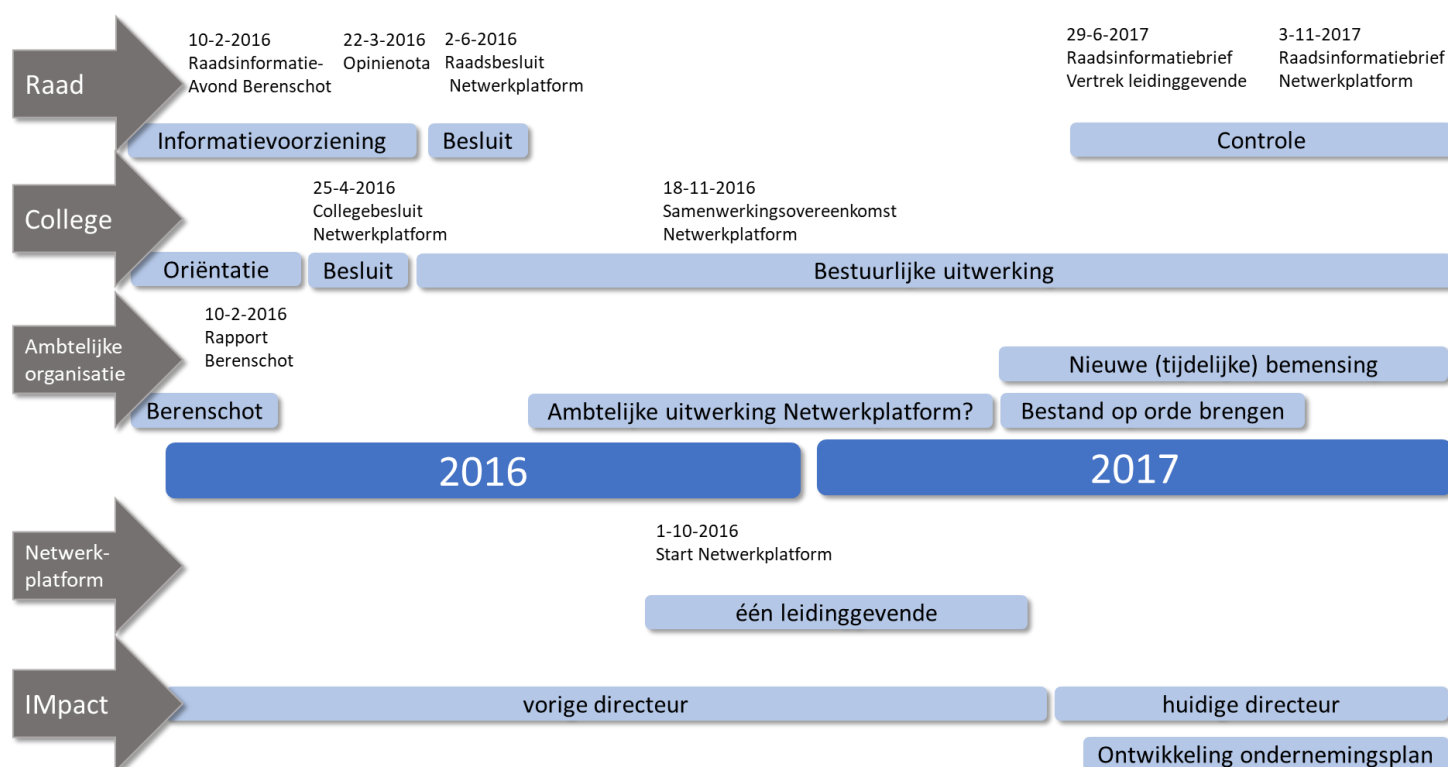 Raad
10-2-2016
Raadsinformatie-
Avond Berenschot
22-3-2016
Opinienota
2-6-2016
Raadsbesluit
Netwerkplatform
29-6-2017
Raadsinformatiebrief
Vertrek leidinggevende
3-11-2017
Raadsinformatiebrief
Netwerkplatform
Informatievoorziening
Besluit
Controle
College
25-4-2016
Collegebesluit
Netwerkplatform
18-11-2016
Samenwerkingsovereenkomst
Netwerkplatform
Oriëntatie
Besluit
Bestuurlijke uitwerking
Ambtelijke
organisatie
10-2-2016
Rapport
Berenschot
Nieuwe (tijdelijke) bemensing
Berenschot
Ambtelijke uitwerking Netwerkplatform?
Bestand op orde brengen
2016
2017
Netwerk-
platform
1-10-2016
Start Netwerkplatform
één leidinggevende
IMpact
vorige directeur
huidige directeur
Ontwikkeling ondernemingsplan